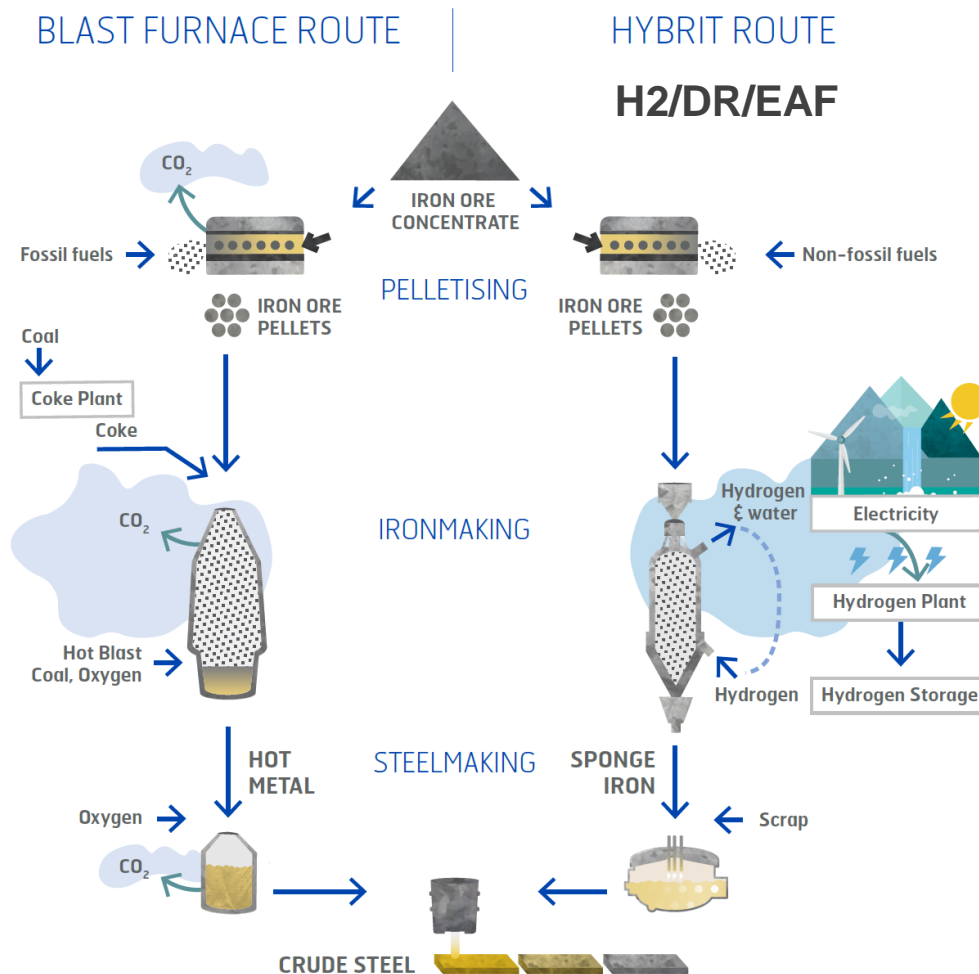 BLAST FURNACE ROUTE
HYBRIT ROUTE
H2/DR/EAF
CO₂
IRON ORE
CONCENTRATE
Fossil fuels
Non-fossil fuels
PELLETISING
IRON ORE
PELLETS
IRON ORE
PELLETS
Coal
Coke Plant
Coke
CO₂
IRONMAKING
Hydrogen
& water
Electricity
Hydrogen Plant
Hot Blast
Coal, Oxygen
Hydrogen
Hydrogen Storage
HOT
METAL
STEELMAKING
SPONGE
IRON
Oxygen
Scrap
CO₂
CRUDE STEEL